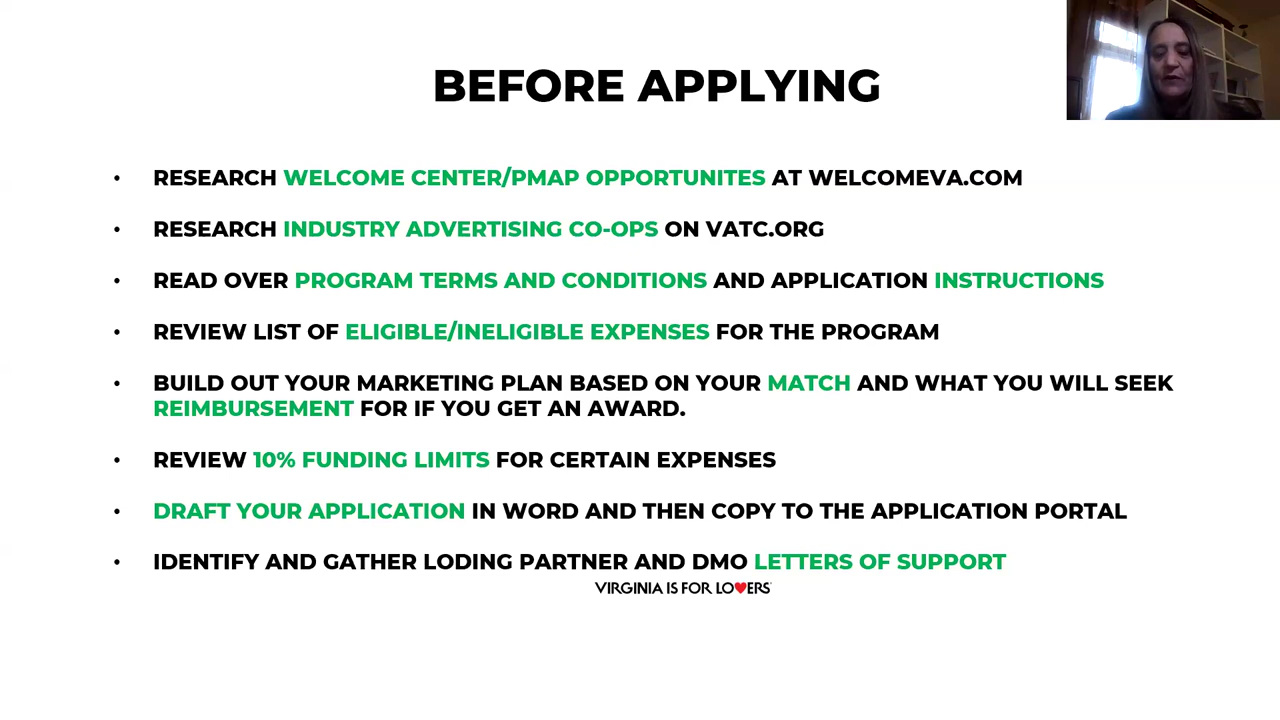 BEFORE APPLYING
• RESEARCH WELCOME CENTER/PMAP OPPORTUNITES AT WELCOMEVA.COM
• RESEARCH INDUSTRY ADVERTISING CO-OPS ON VATC.ORG
• READ OVER PROGRAM TERMS AND CONDITIONS AND APPLICATION INSTRUCTIONS
• REVIEW LIST OF ELIGIBLE/INELIGIBLE EXPENSES FOR THE PROGRAM
• BUILD OUT YOUR MARKETING PLAN BASED ON YOUR MATCH AND WHAT YOU WILL SEEK
REIMBURSEMENT FOR IF YOU GET AN AWARD.
• REVIEW 10% FUNDING LIMITS FOR CERTAIN EXPENSES
• DRAFT YOUR APPLICATION IN WORD AND THEN COPY TO THE APPLICATION PORTAL
• IDENTIFY AND GATHER LODING PARTNER AND DMO LETTERS OF SUPPORT
VIRGINIA IS FOR LO♥ERS